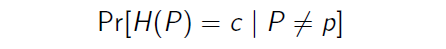 Pr[H(P) = c | P ≠ p]